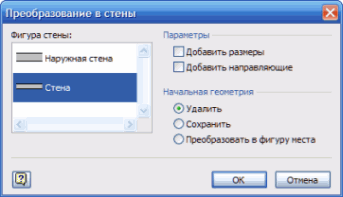 Преобразование в стены
Фигура стены:
Наружная стена
Стена
Параметры
Добавить размеры
Добавить направляющие
Начальная геометрия
Удалить
Сохранить
Преобразовать в фигуру места
?
ОК
Отмена